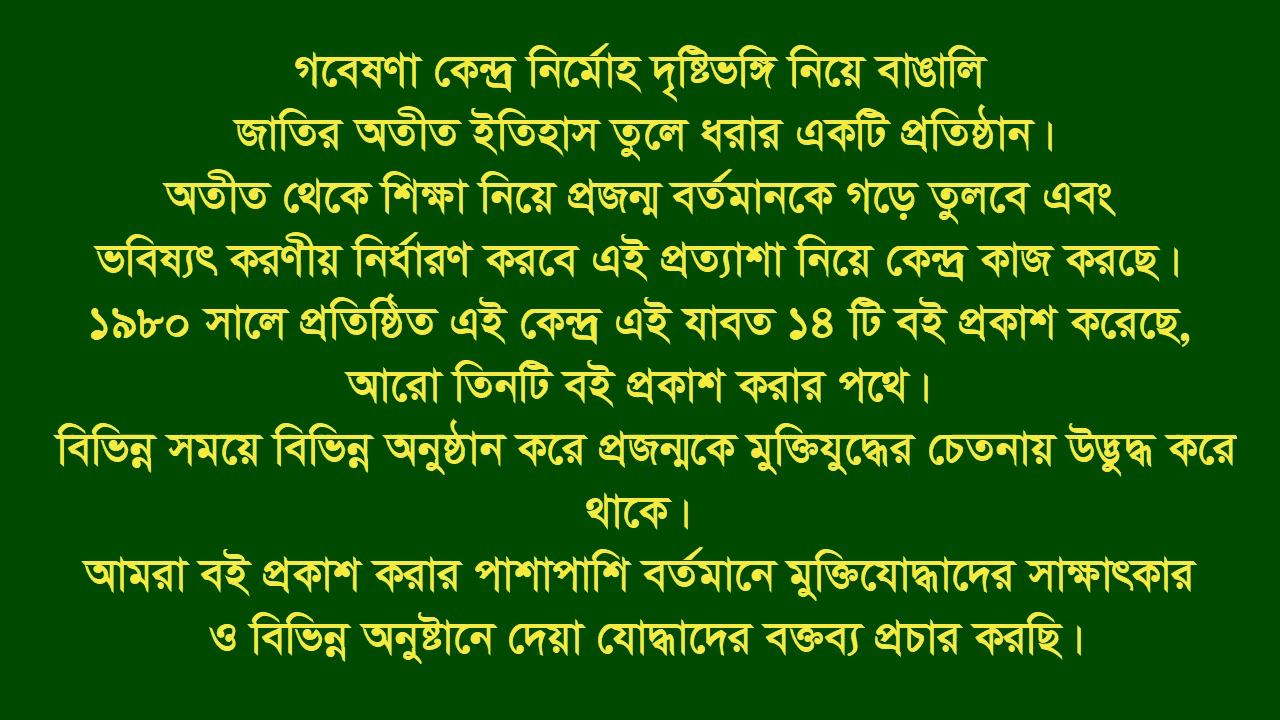 গবেষণা কেন্দ্র নির্মোহ দৃষ্টিভঙ্গি নিয়ে বাঙালি
জাতির অতীত ইতিহাস তুলে ধরার একটি প্রতিষ্ঠান।
অতীত থেকে শিক্ষা নিয়ে প্রজন্ম বর্তমানকে গড়ে তুলবে এবং
ভবিষ্যৎ করণীয় নির্ধারণ করবে এই প্রত্যাশা নিয়ে কেন্দ্র কাজ করছে।
১৯৮০ সালে প্রতিষ্ঠিত এই কেন্দ্র এই যাবত ১৪ টি বই প্রকাশ করেছে,
আরো তিনটি বই প্রকাশ করার পথে।
বিভিন্ন সময়ে বিভিন্ন অনুষ্ঠান করে প্রজন্মকে মুক্তিযুদ্ধের চেতনায় উদ্ভুদ্ধ করে
থাকে।
আমরা বই প্রকাশ করার পাশাপাশি বর্তমানে মুক্তিযোদ্ধাদের সাক্ষাৎকার
ও বিভিন্ন অনুষ্টানে দেয়া যোদ্ধাদের বক্তব্য প্রচার করছি।